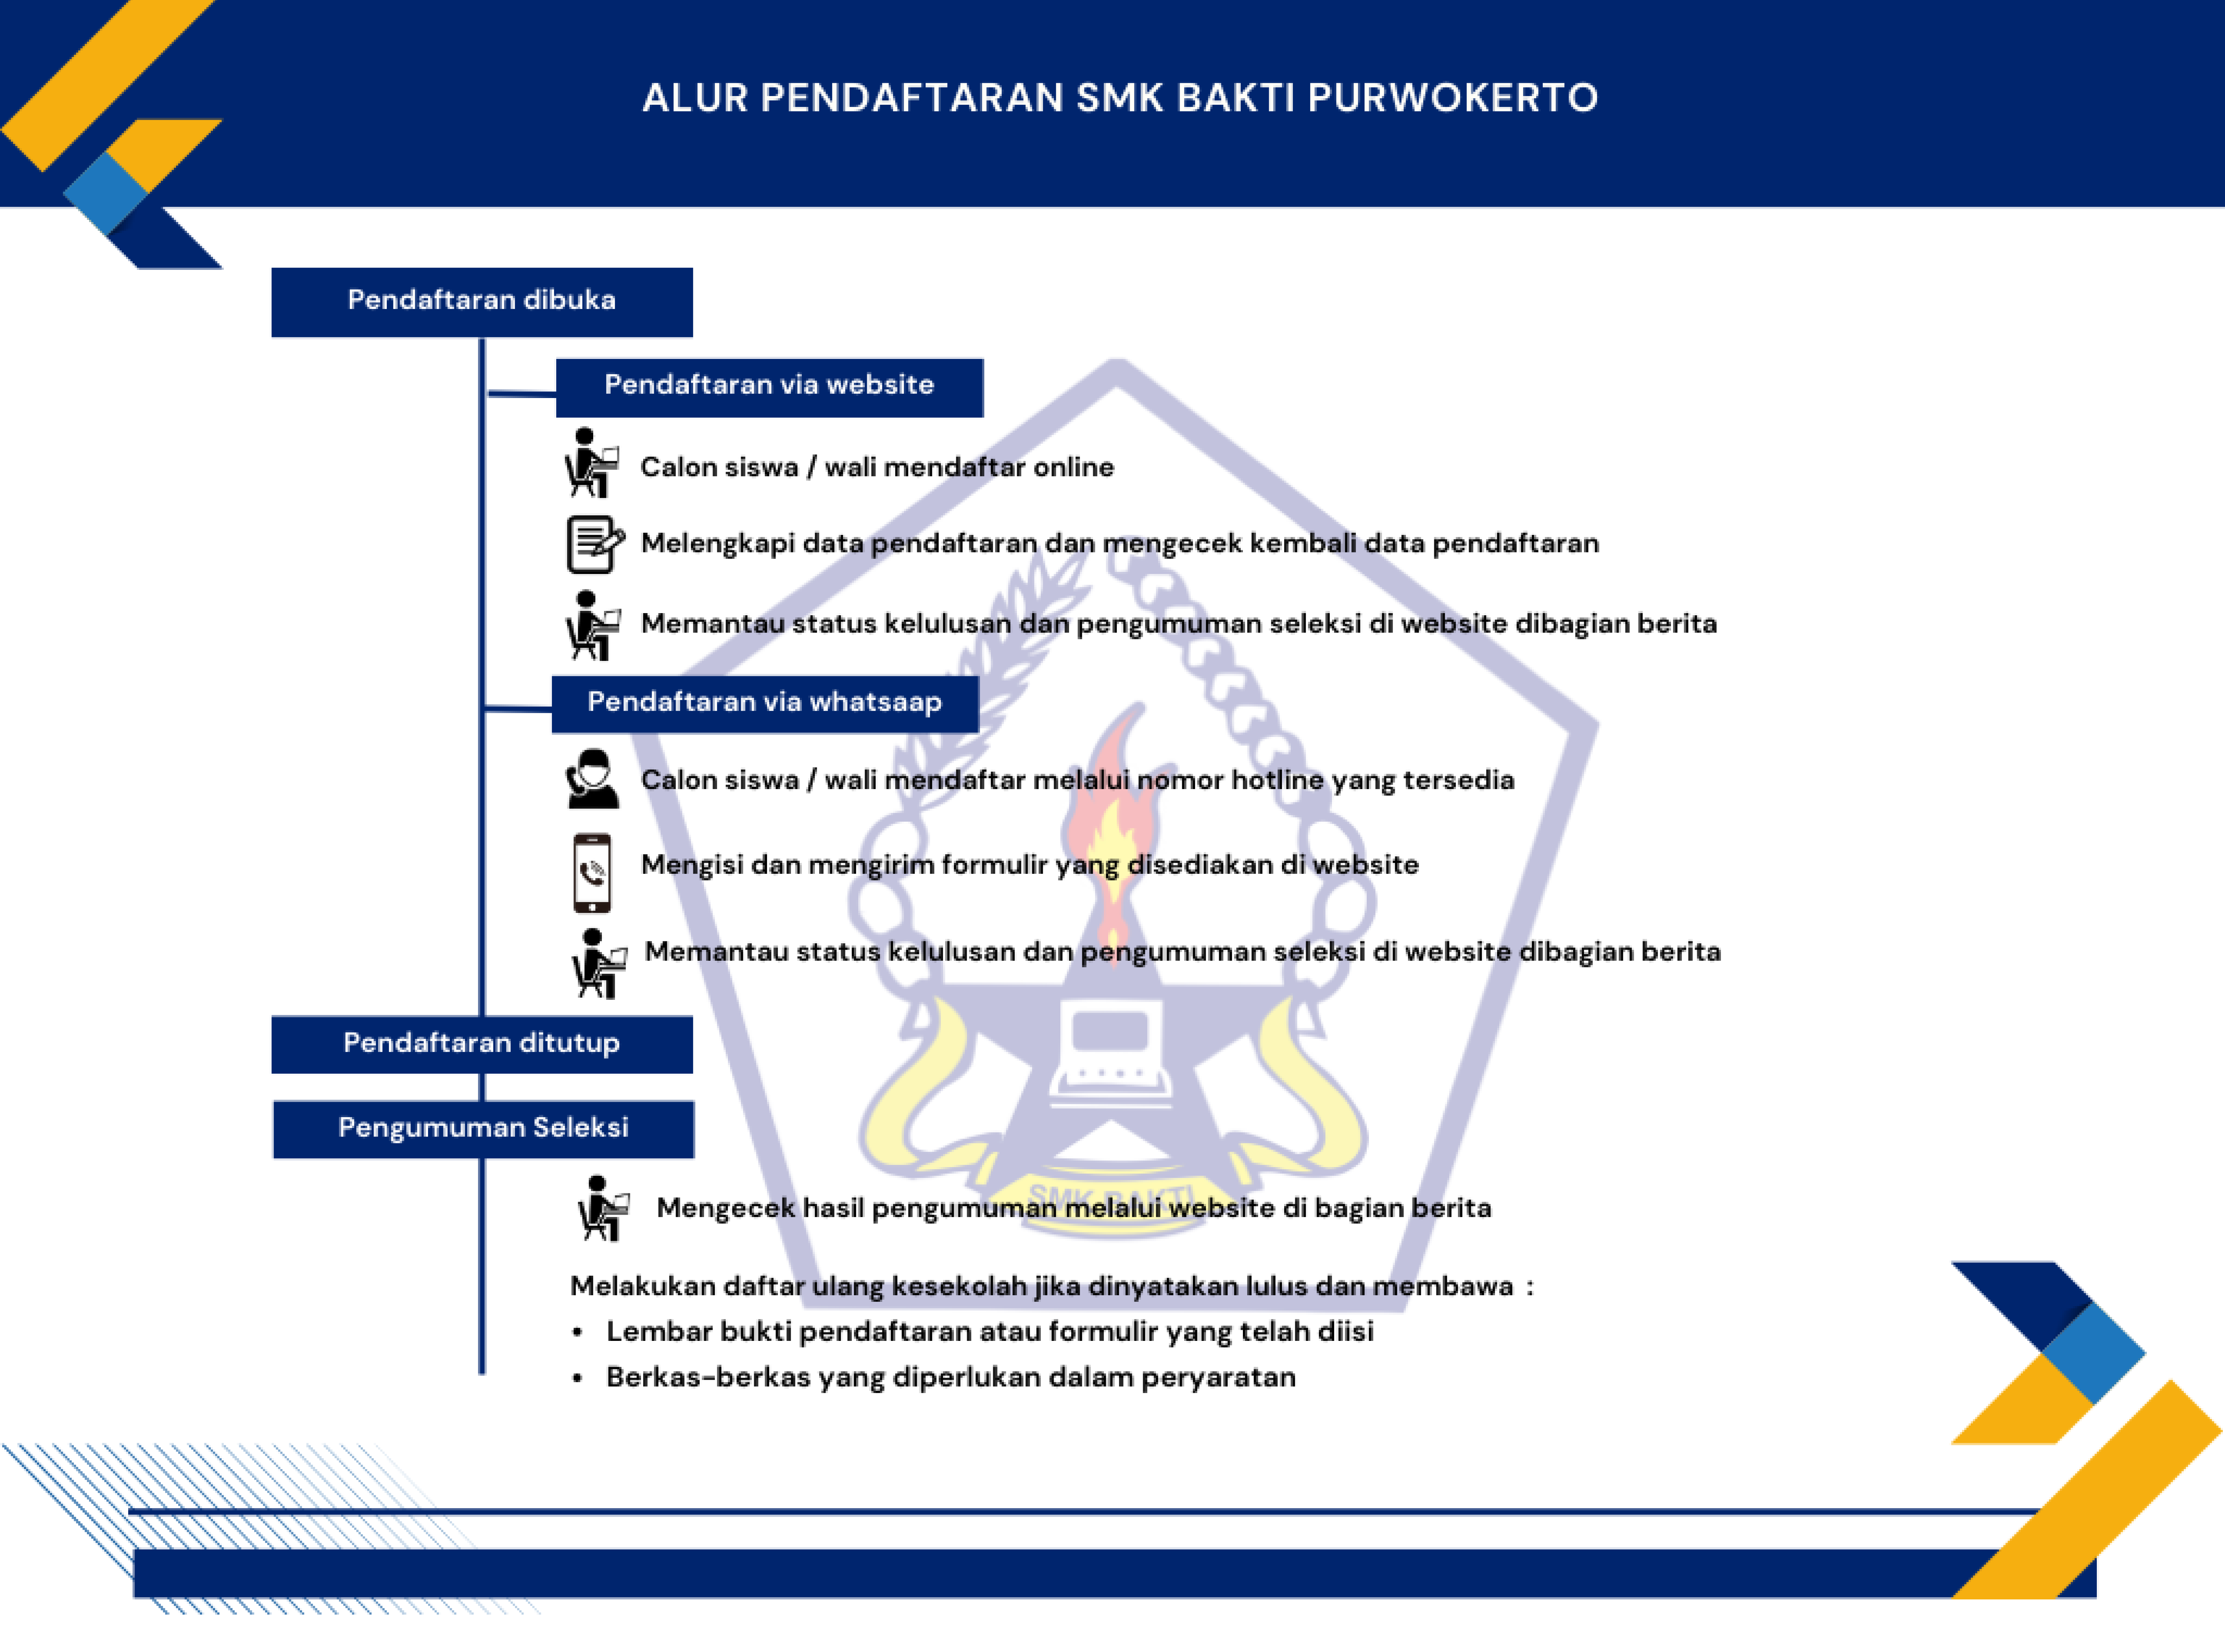 ALUR PENDAFTARAN SMK BAKTI PURWOKERTO
Pendaftaran dibuka
Pendaftaran via website
Calon siswa / wali mendaftar online
Melengkapi data pendaftaran dan mengecek kembali data pendaftaran
Memantau status kelulusan dan pengumuman seleksi di website dibagian berita
Pendaftaran via whatsaap
Calon siswa / wali mendaftar melalui nomor hotline yang tersedia
Mengisi dan mengirim formulir yang disediakan di website
Memantau status kelulusan dan pengumuman seleksi di website dibagian berita
Pendaftaran ditutup
Pengumuman Seleksi
SMK BAKTI
Mengecek hasil pengumuman melalui website di bagian berita
Melakukan daftar ulang kesekolah jika dinyatakan lulus dan membawa :
• Lembar bukti pendaftaran atau formulir yang telah diisi
• Berkas-berkas yang diperlukan dalam peryaratan